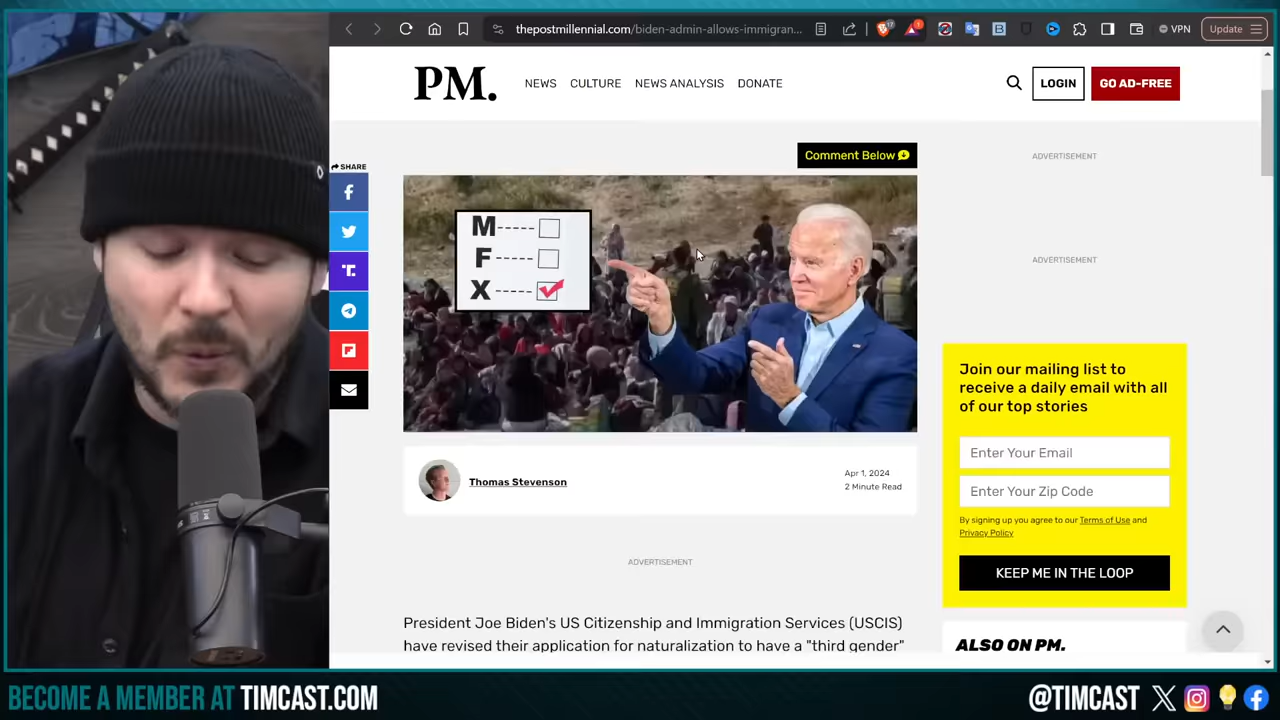 thepostmillennial.com/biden-admin-allows-immigran...
VPN
Update
PM.
NEWS
CULTURE
NEWS ANALYSIS
DONATE
LOGIN
GO AD-FREE
Comment Below
ADVERTISEMENT
SHARE
M
F
X
ADVERTISEMENT
Join our mailing list to
receive a daily email with all
of our top stories
Enter Your Email
Enter Your Zip Code
By signing up you agree to our Terms of Use and
Privacy Policy
KEEP ME IN THE LOOP
Thomas Stevenson
Apr 1, 2024
2 Minute Read
ADVERTISEMENT
President Joe Biden's US Citizenship and Immigration Services (USCIS)
have revised their application for naturalization to have a "third gender"
ALSO ON PM.
BECOME A MEMBER AT TIMCAST.COM
@TIMCAST